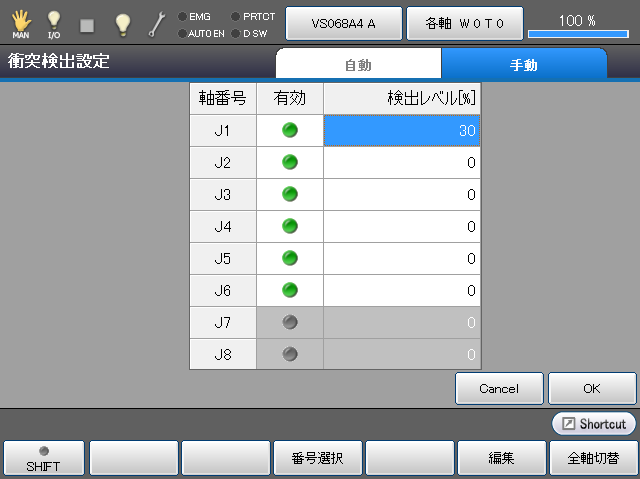 MAN I/O EMG AUTO EN PRTCT D SW VS068A4 A 各軸 W0T0 100 %
衝突検出設定 自動 手動
軸番号 有効 検出レベル[%]
J1 30
J2 0
J3 0
J4 0
J5 0
J6 0
J7 0
J8 0
Cancel OK
Shortcut
SHIFT 番号選択 編集 全軸切替